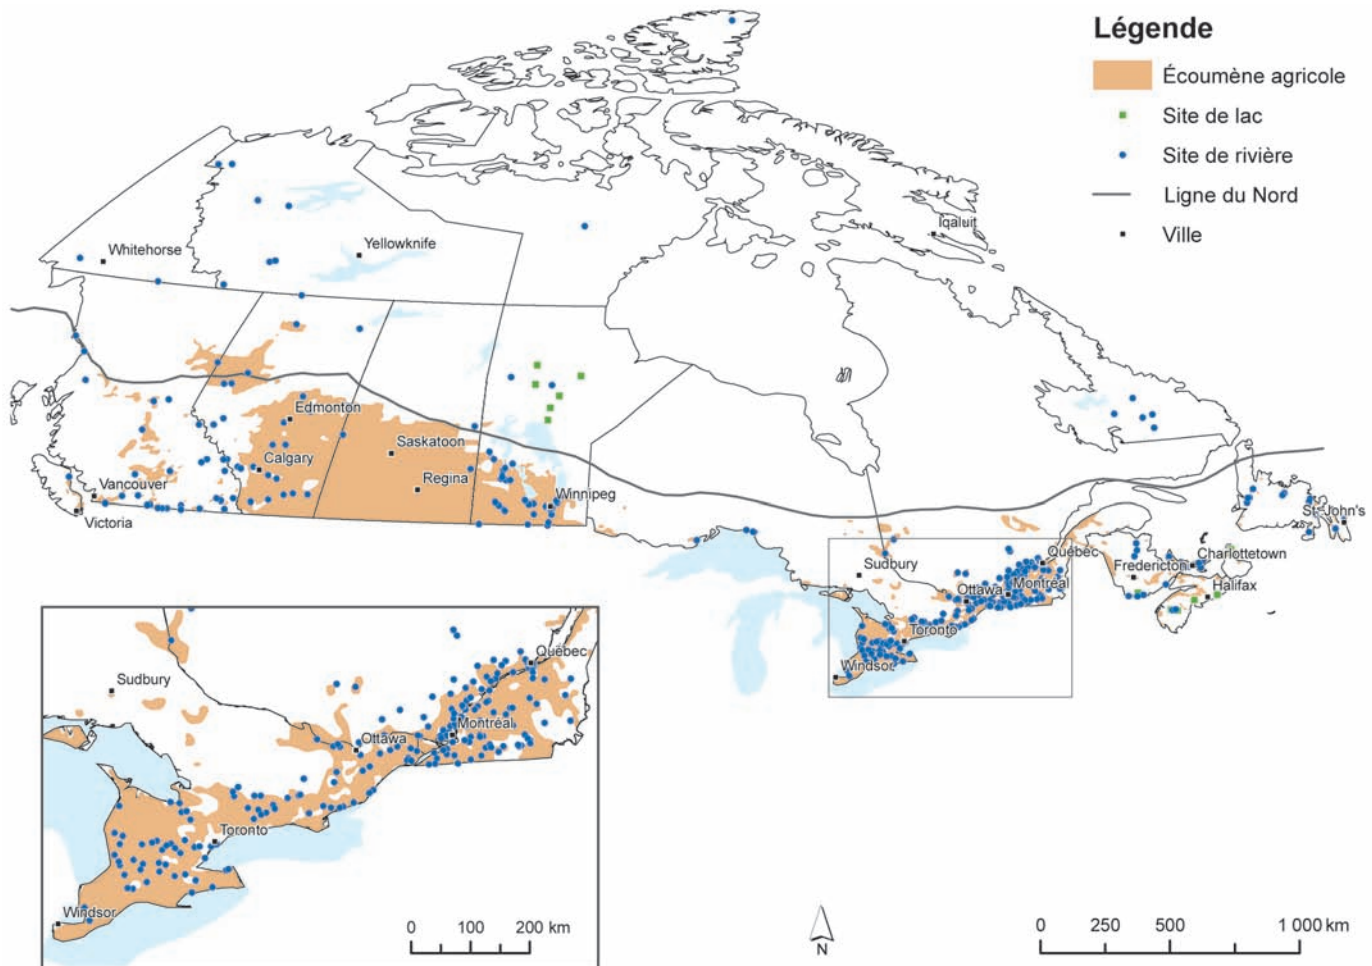 Légende
Écoumène agricole
Site de lac
Site de rivière
Ligne du Nord
Ville
Iqaluit
Whitehorse
Yellowknife
Edmonton
Saskatoon
Calgary
Regina
Vancouver
Winnipeg
Victoria
St-John's
Québec
Charlottetown
Sudbury
Fredericton
Ottawa
Montréal
Halifax
Toronto
Windsor
Québec
Sudbury
Montréal
Ottawa
Toronto
Windsor
0 100 200 km
N
0 250 500 1 000 km